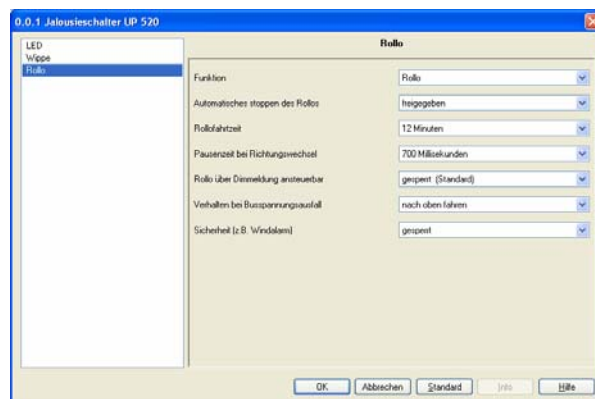 0.0.1 Jalousieschalter UP 520
LED
Wippe
Rollo
Rollo
Funktion Rollo
Automatisches stoppen des Rollos freigegeben
Rollofahrtzeit 12 Minuten
Pausenzeit bei Richtungswechsel 700 Millisekunden
Rollo über Dimmeldung ansteuerbar gesperrt (Standard)
Verhalten bei Busspannungsausfall nach oben fahren
Sicherheit (z.B. Windalarm) gesperrt
OK Abbrechen Standard Info Hilfe